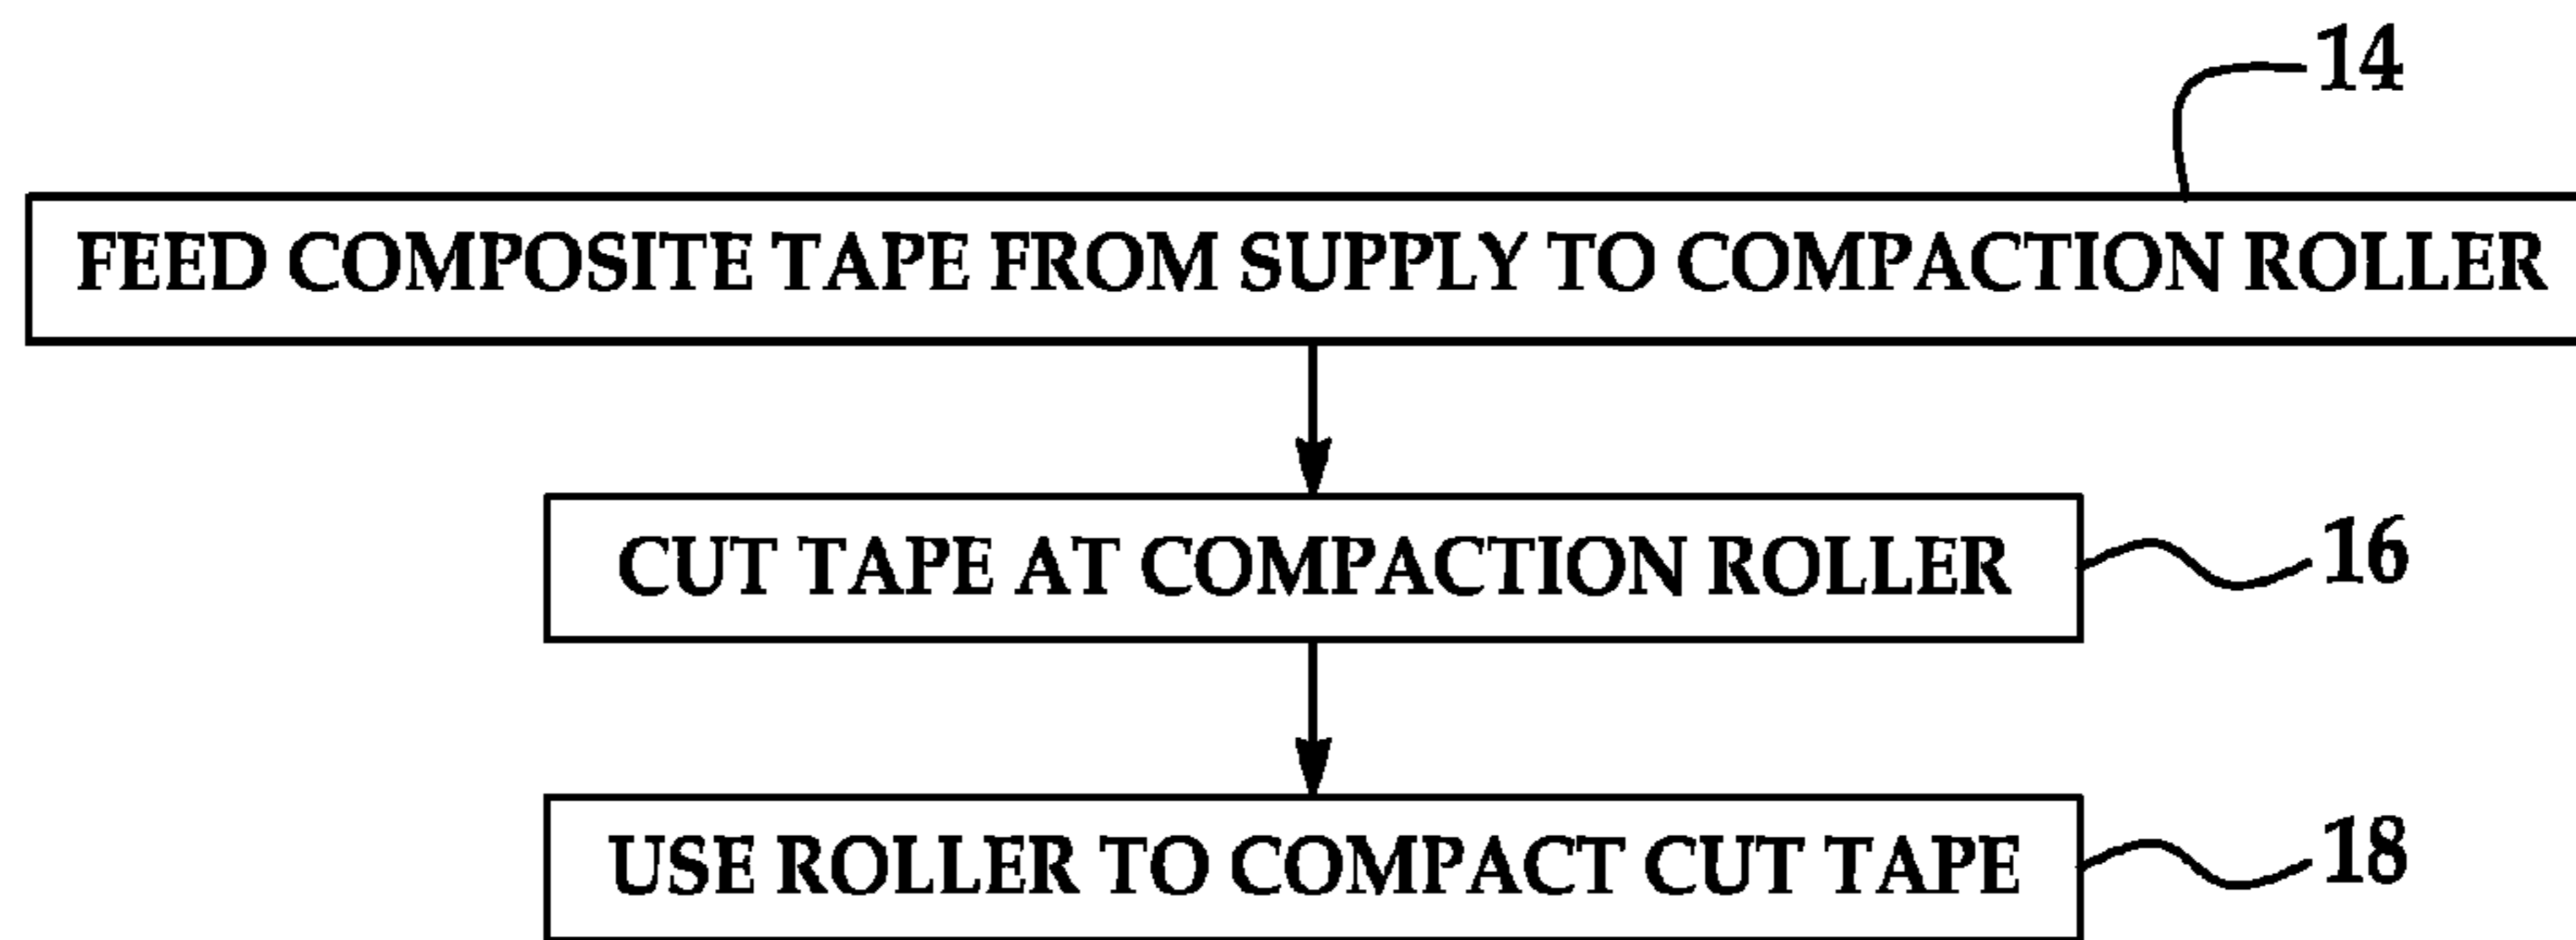 14
FEED COMPOSITE TAPE FROM SUPPLY TO COMPACTION ROLLER
CUT TAPE AT COMPACTION ROLLER
16
USE ROLLER TO COMPACT CUT TAPE
18